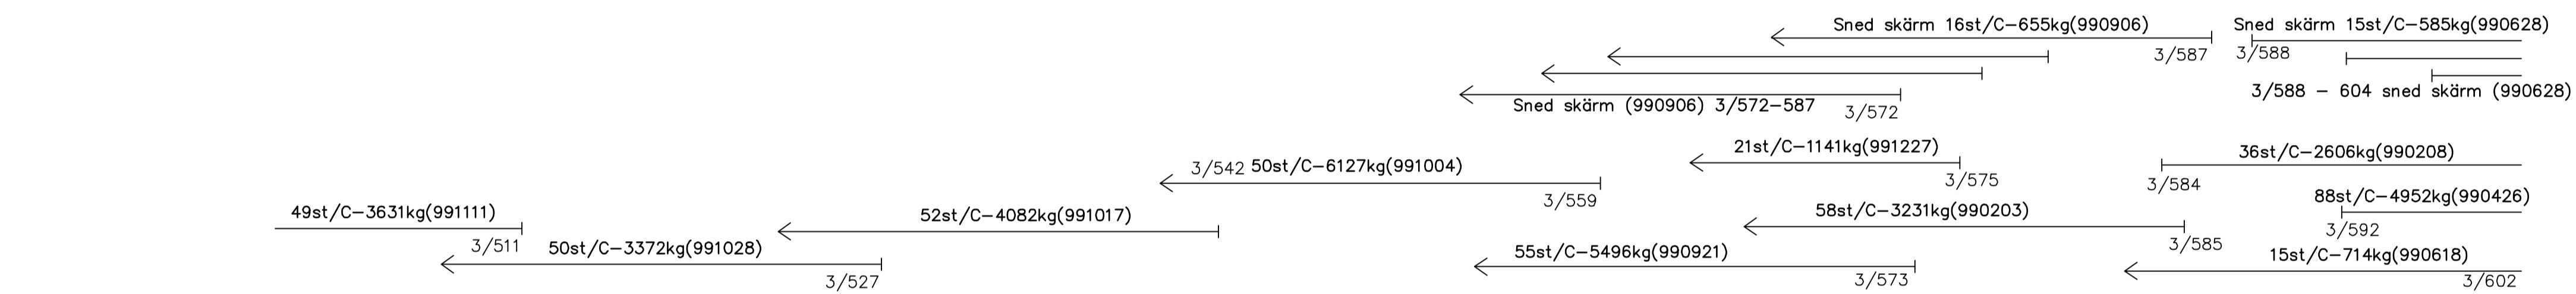 Sned skärm 16st/C-655kg(990906)
Sned skärm 15st/C-585kg(990628)
3/587
3/588
3/588 - 604 sned skärm (990628)
Sned skärm (990906) 3/572-587
3/572
21st/C-1141kg(991227)
36st/C-2606kg(990208)
3/542 50st/C-6127kg(991004)
3/575
3/584
3/559
88st/C-4952kg(990426)
49st/C-3631kg(991111)
52st/C-4082kg(991017)
58st/C-3231kg(990203)
3/592
3/511
3/585
50st/C-3372kg(991028)
55st/C-5496kg(990921)
15st/C-714kg(990618)
3/527
3/573
3/602